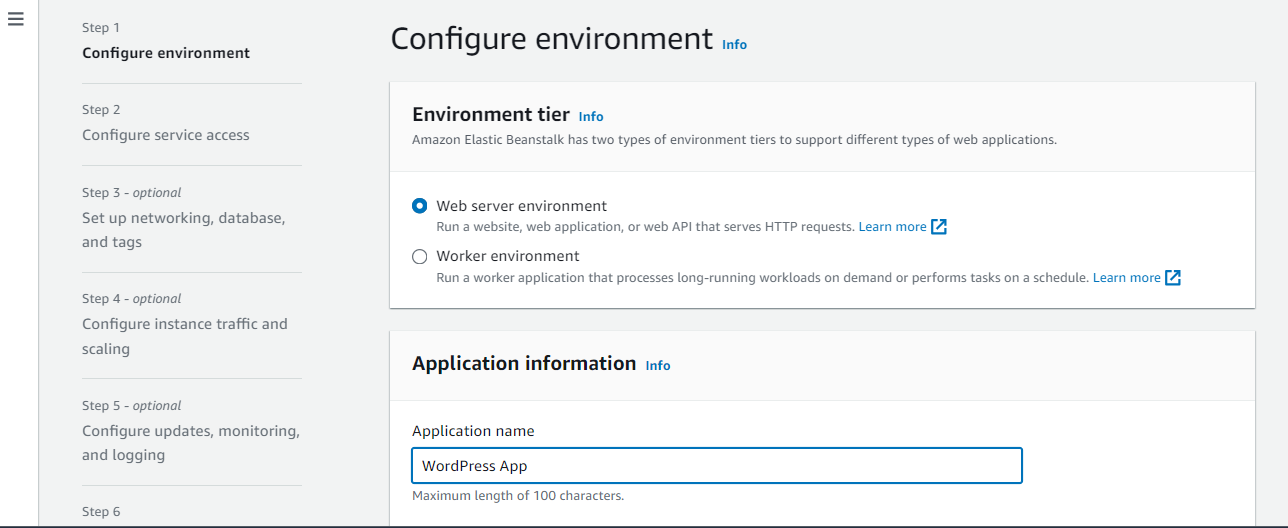 Step 1
Configure environment
Step 2
Configure service access
Step 3 - optional
Set up networking, database,
and tags
Step 4 - optional
Configure instance traffic and
scaling
Step 5 - optional
Configure updates, monitoring,
and logging
Step 6
Configure environment Info
Environment tier Info
Amazon Elastic Beanstalk has two types of environment tiers to support different types of web applications.
Web server environment
Run a website, web application, or web API that serves HTTP requests. Learn more
Worker environment
Run a worker application that processes long-running workloads on demand or performs tasks on a schedule. Learn more
Application information Info
Application name
WordPress App
Maximum length of 100 characters.